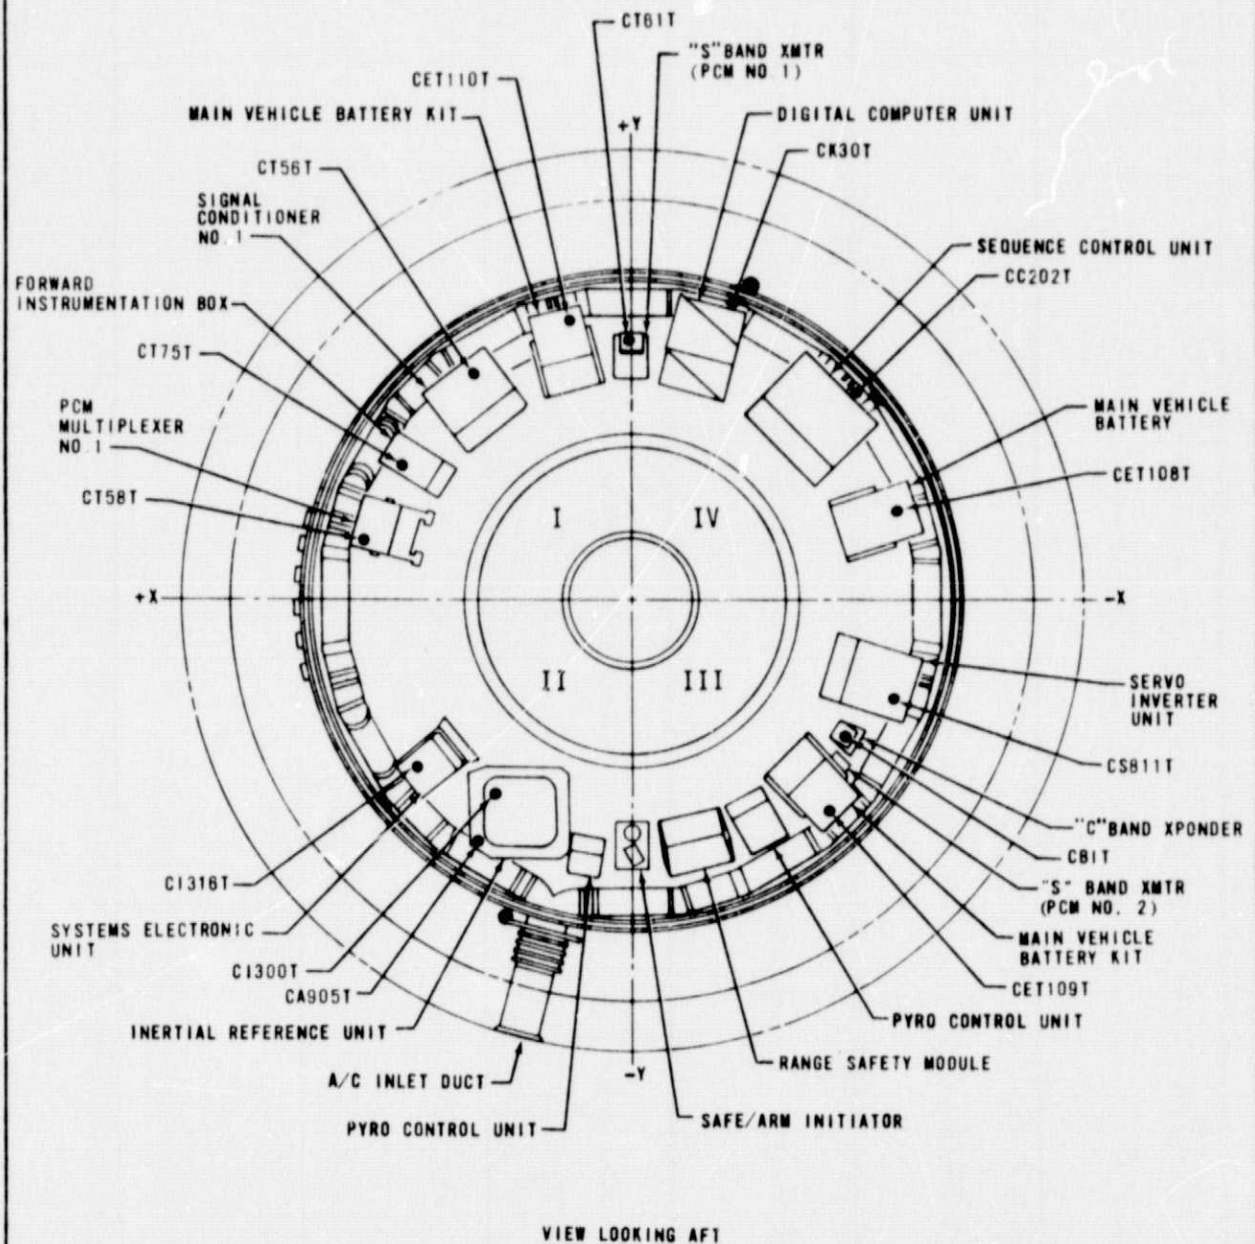 CT61T
"S" BAND XMTR
(PCM NO. 1)
CET110T
MAIN VEHICLE BATTERY KIT
+Y
DIGITAL COMPUTER UNIT
CK30T
CT56T
SIGNAL
CONDITIONER
NO. 1
SEQUENCE CONTROL UNIT
CC202T
FORWARD
INSTRUMENTATION BOX
CT75T
PCM
MULTIPLEXER
NO. 1
MAIN VEHICLE
BATTERY
CET108T
CT58T
I
IV
+X
-X
II
III
SERVO
INVERTER
UNIT
CS811T
"C" BAND XPONDER
CB1T
"S" BAND XMTR
(PCM NO. 2)
MAIN VEHICLE
BATTERY KIT
CET109T
PYRO CONTROL UNIT
RANGE SAFETY MODULE
SAFE/ARM INITIATOR
-Y
CI316T
SYSTEMS ELECTRONIC
UNIT
CI300T
CA905T
INERTIAL REFERENCE UNIT
A/C INLET DUCT
PYRO CONTROL UNIT
VIEW LOOKING AFT